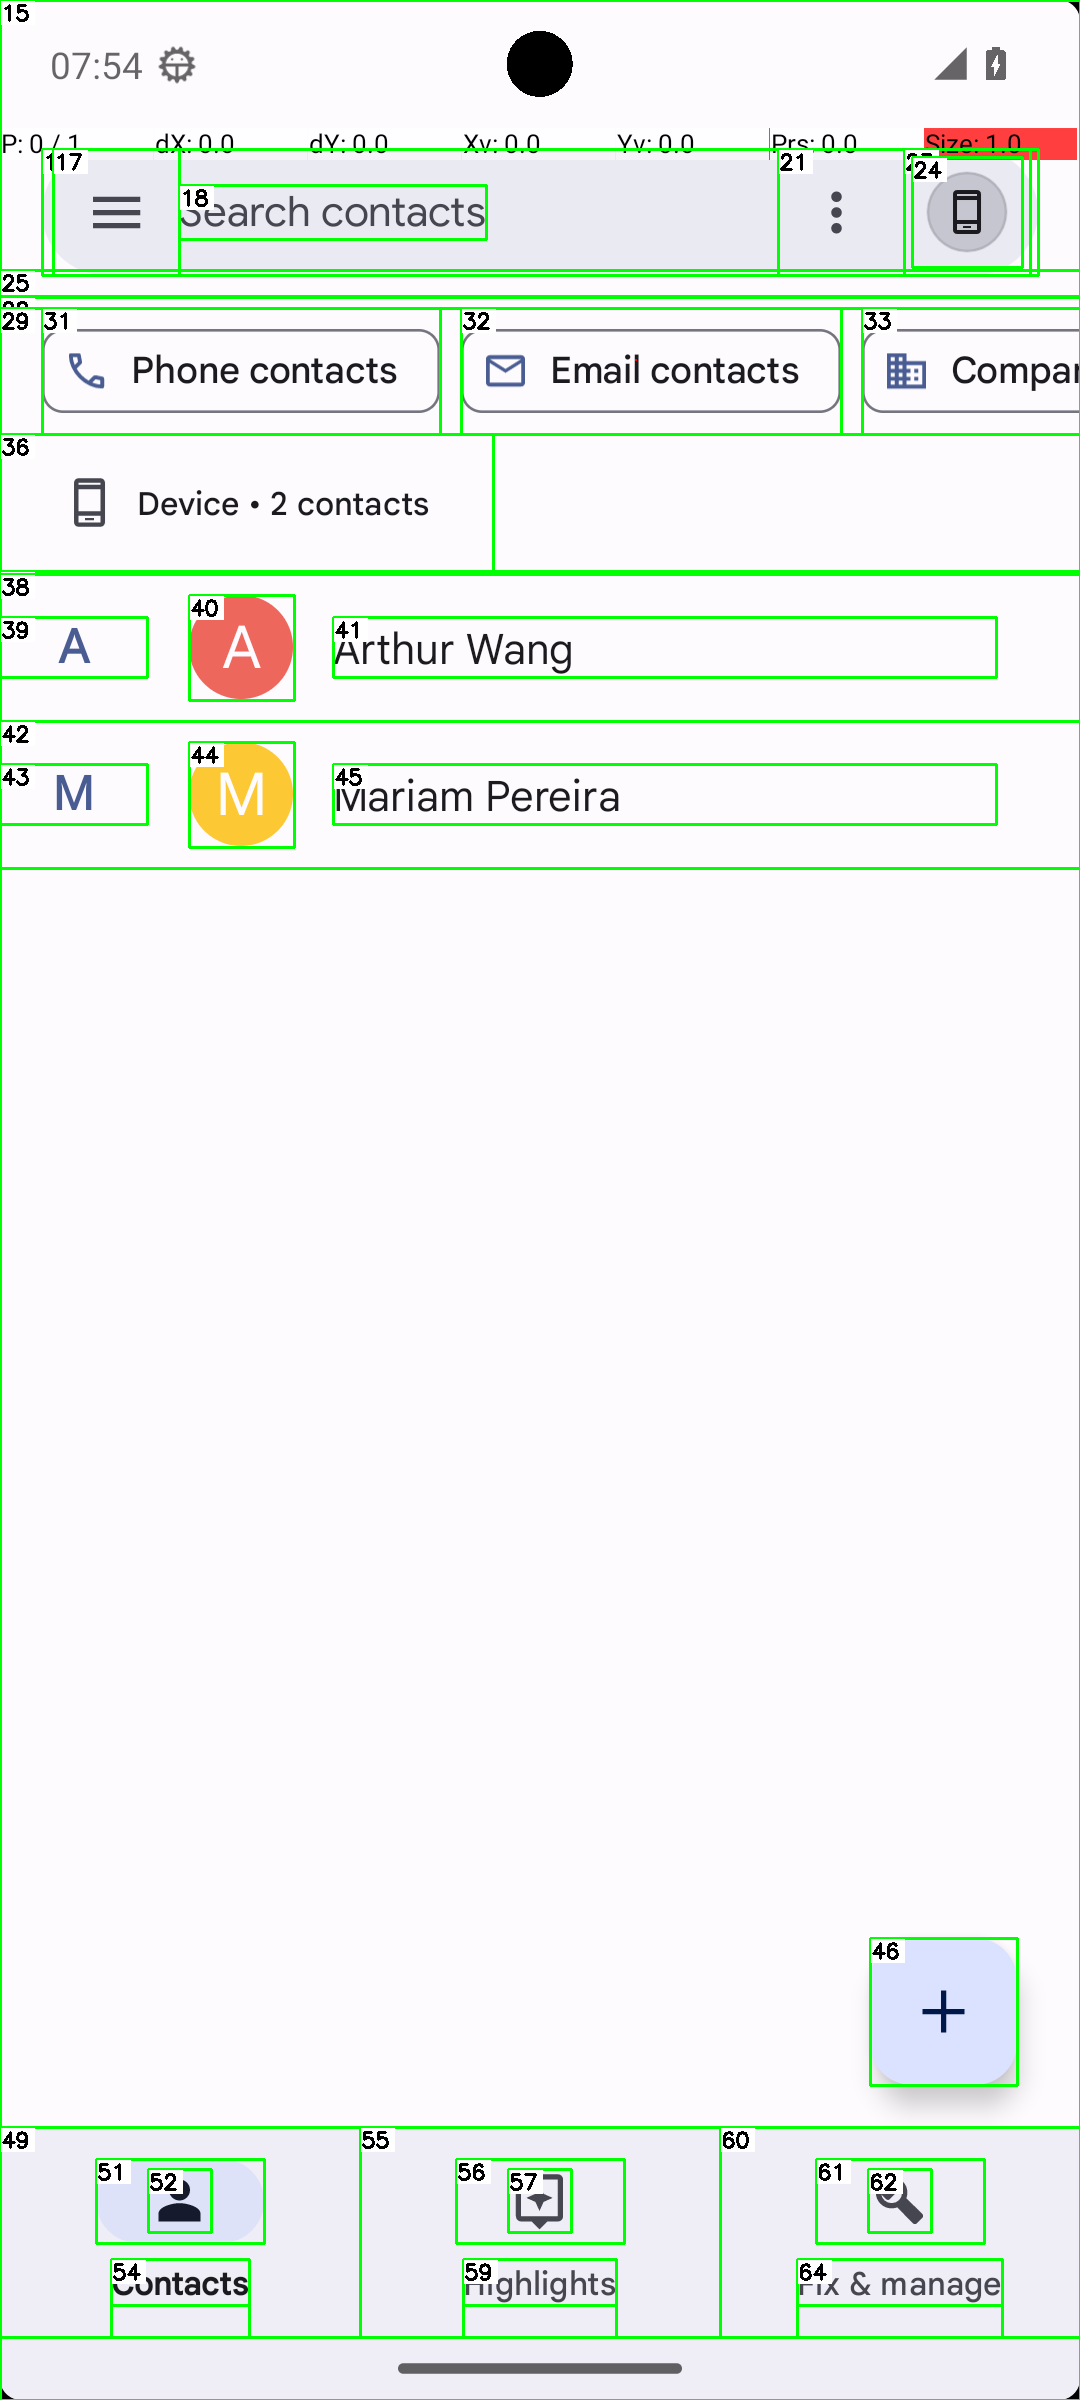 15
07:54
P: 0 / 1 dX: 0.0 dY: 0.0 Xv: 0.0 Yv: 0.0 Prs: 0.0 Size: 1.0
117 18 Search contacts 21 24
25
29 31 Phone contacts 32 Email contacts 33
36 Device • 2 contacts
38
39 A 40 A 41 Arthur Wang
42
43 M 44 M 45 Mariam Pereira
46
49 55 60
51 52 56 57 61 62
54 Contacts 59 Highlights 64 Fix & manage